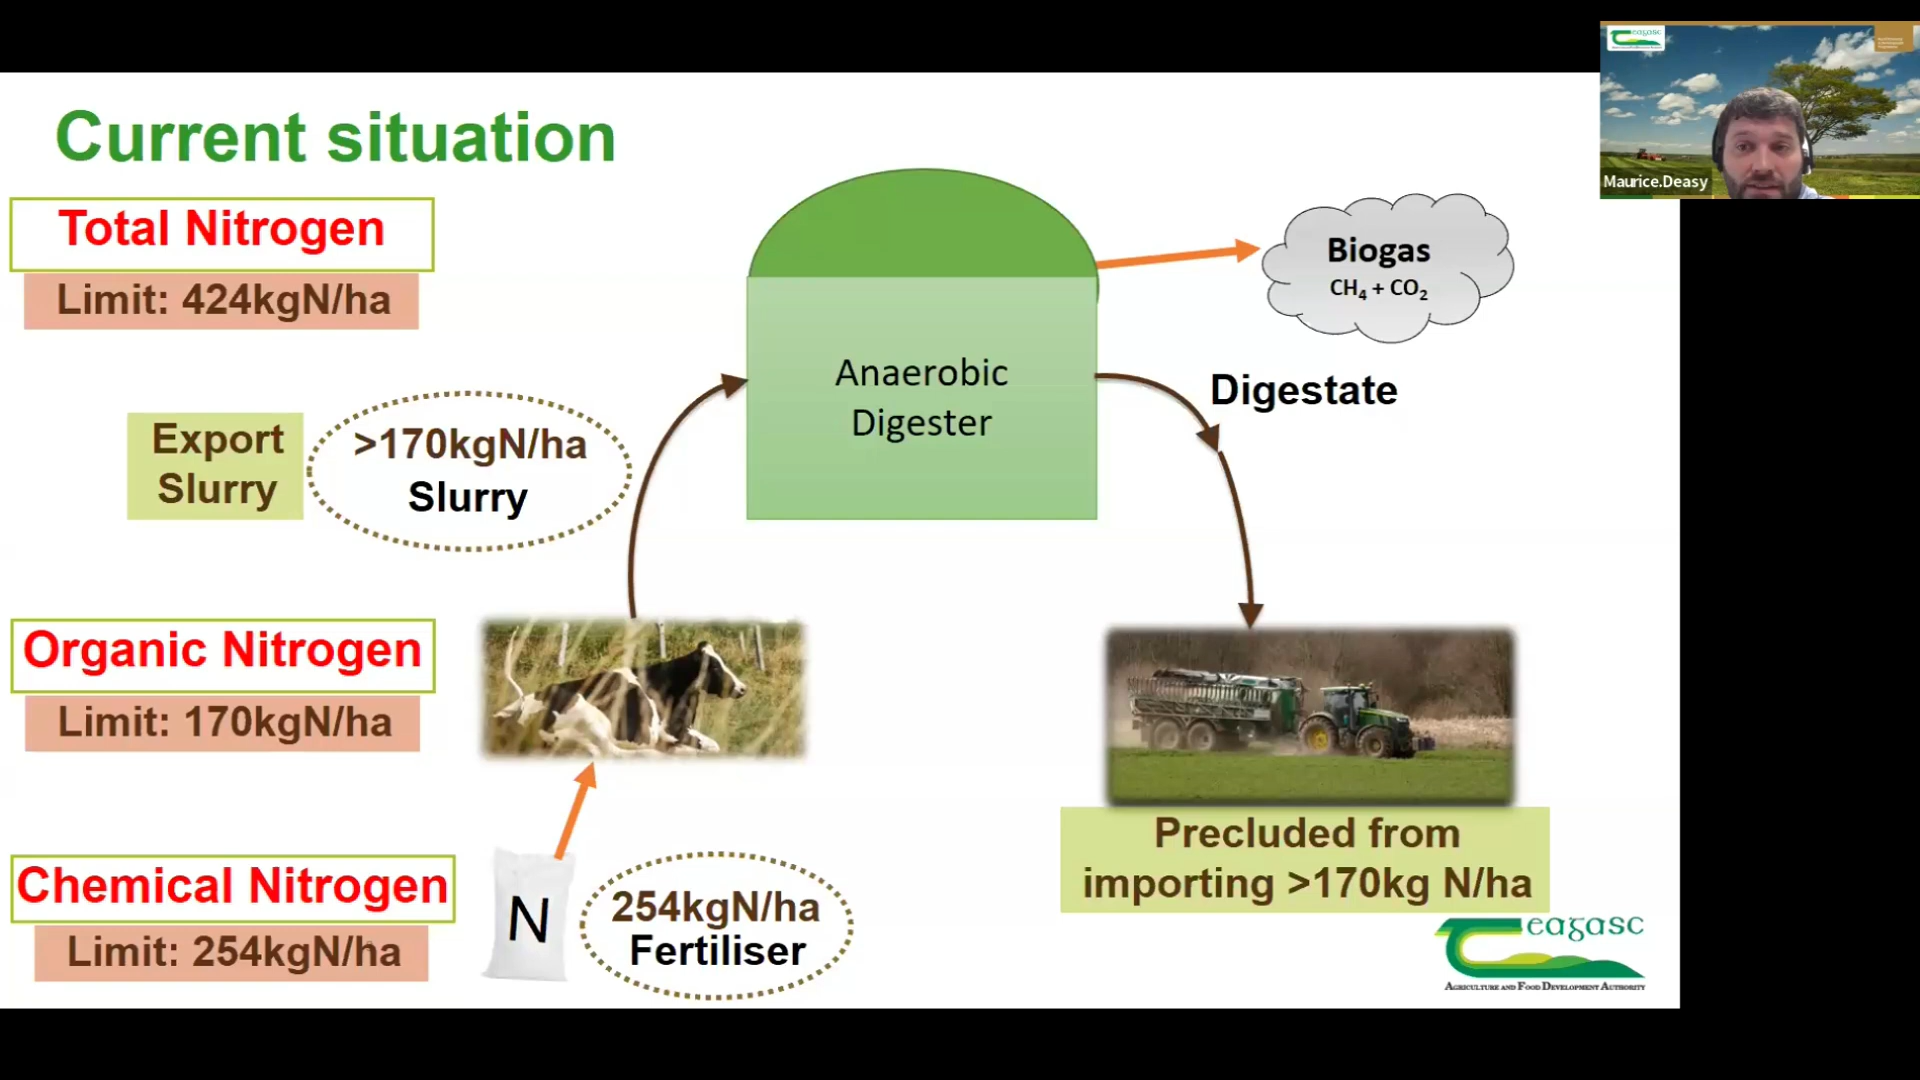 Current situation
Total Nitrogen
Limit: 424kgN/ha
Export
Slurry
>170kgN/ha
Slurry
Organic Nitrogen
Limit: 170kgN/ha
Chemical Nitrogen
Limit: 254kgN/ha
N
254kgN/ha
Fertiliser
Anaerobic
Digester
Biogas
CH₄ + CO₂
Digestate
Precluded from
importing >170kg N/ha
eagasc
Agriculture and Food Development Authority
eagasc
Maurice.Deasy